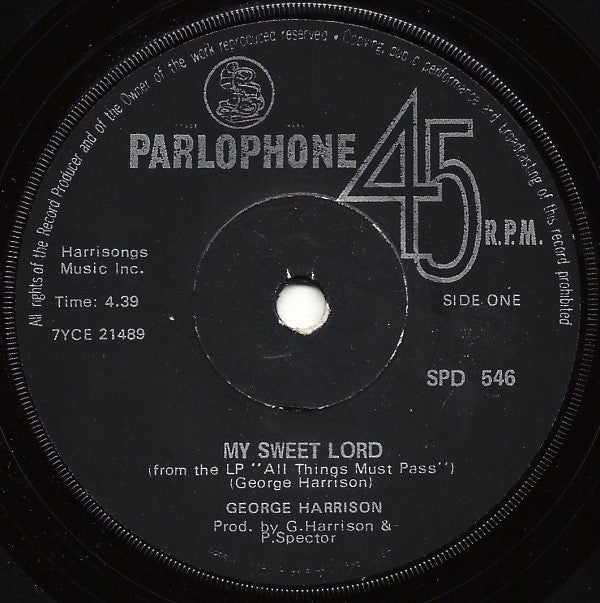 All rights of the Record Producer and of the Owner of the work reproduced reserved • Copying, public performance and broadcasting of this record prohibited
TRADE MARK
PARLOPHONE
45
R.P.M.
Harrisongs
Music Inc.
Time: 4.39
7YCE 21489
SIDE ONE
SPD 546
MY SWEET LORD
(from the LP "All Things Must Pass")
(George Harrison)
GEORGE HARRISON
Prod. by G.Harrison &
P.Spector